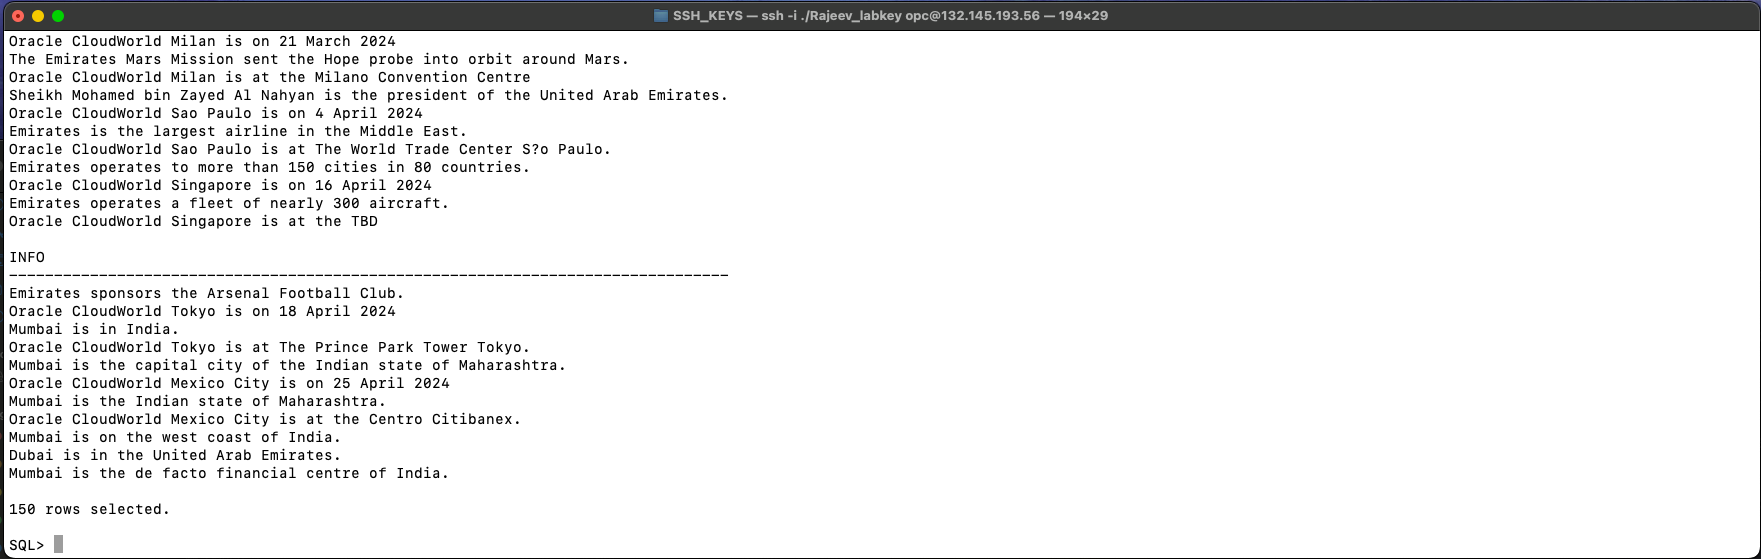 SSH_KEYS — ssh -i ./Rajeev_labkey opc@132.145.193.56 — 194×29
Oracle CloudWorld Milan is on 21 March 2024
The Emirates Mars Mission sent the Hope probe into orbit around Mars.
Oracle CloudWorld Milan is at the Milano Convention Centre
Sheikh Mohamed bin Zayed Al Nahyan is the president of the United Arab Emirates.
Oracle CloudWorld Sao Paulo is on 4 April 2024
Emirates is the largest airline in the Middle East.
Oracle CloudWorld Sao Paulo is at The World Trade Center S?o Paulo.
Emirates operates to more than 150 cities in 80 countries.
Oracle CloudWorld Singapore is on 16 April 2024
Emirates operates a fleet of nearly 300 aircraft.
Oracle CloudWorld Singapore is at the TBD
INFO
--------------------------------------------------------------------------------
Emirates sponsors the Arsenal Football Club.
Oracle CloudWorld Tokyo is on 18 April 2024
Mumbai is in India.
Oracle CloudWorld Tokyo is at The Prince Park Tower Tokyo.
Mumbai is the capital city of the Indian state of Maharashtra.
Oracle CloudWorld Mexico City is on 25 April 2024
Mumbai is the Indian state of Maharashtra.
Oracle CloudWorld Mexico City is at the Centro Citibanex.
Mumbai is on the west coast of India.
Dubai is in the United Arab Emirates.
Mumbai is the de facto financial centre of India.
150 rows selected.
SQL>